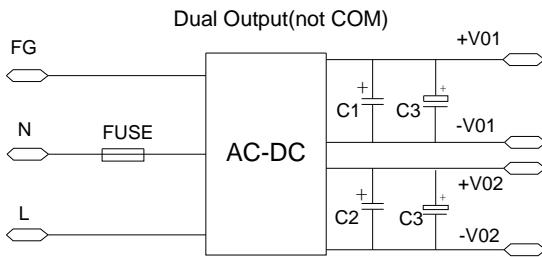 Dual Output(not COM)
FG
+V01
C1
C3
N
FUSE
AC-DC
-V01
+V02
L
C2
C3
-V02